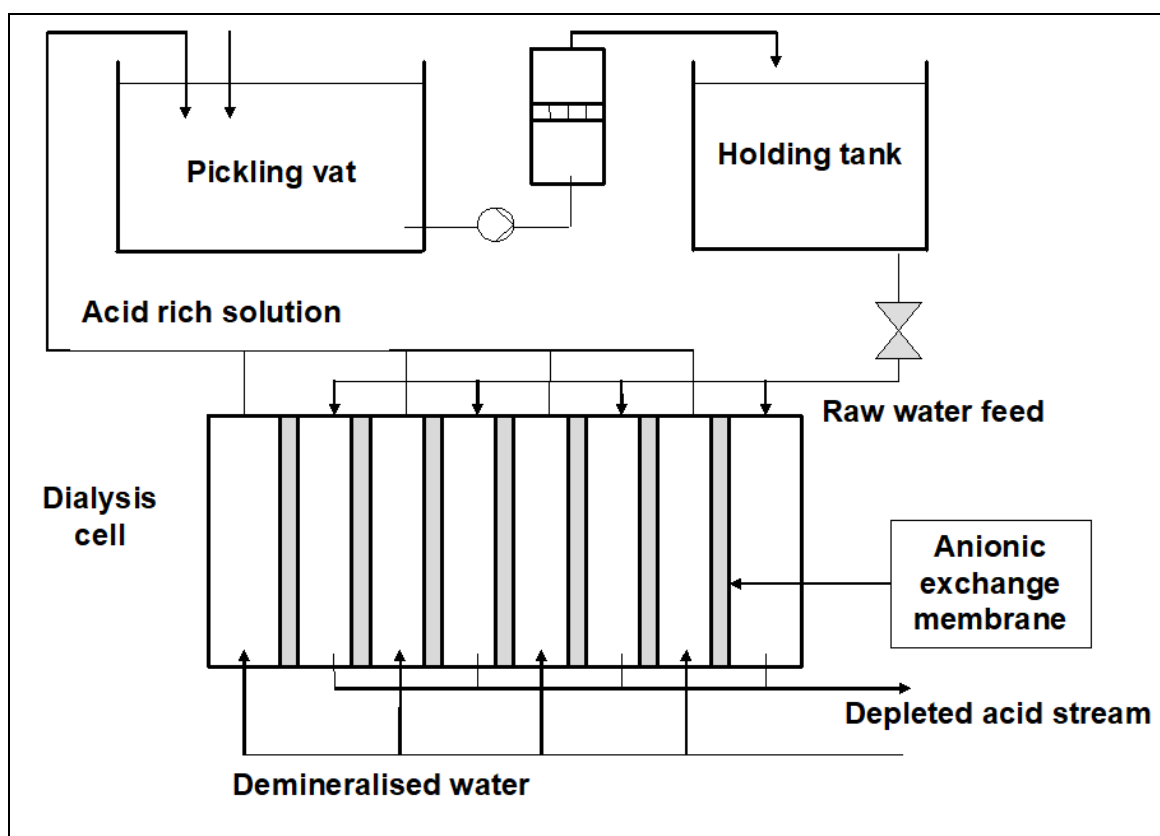 Pickling vat
Holding tank
Acid rich solution
Raw water feed
Dialysis
cell
Anionic
exchange
membrane
Depleted acid stream
Demineralised water